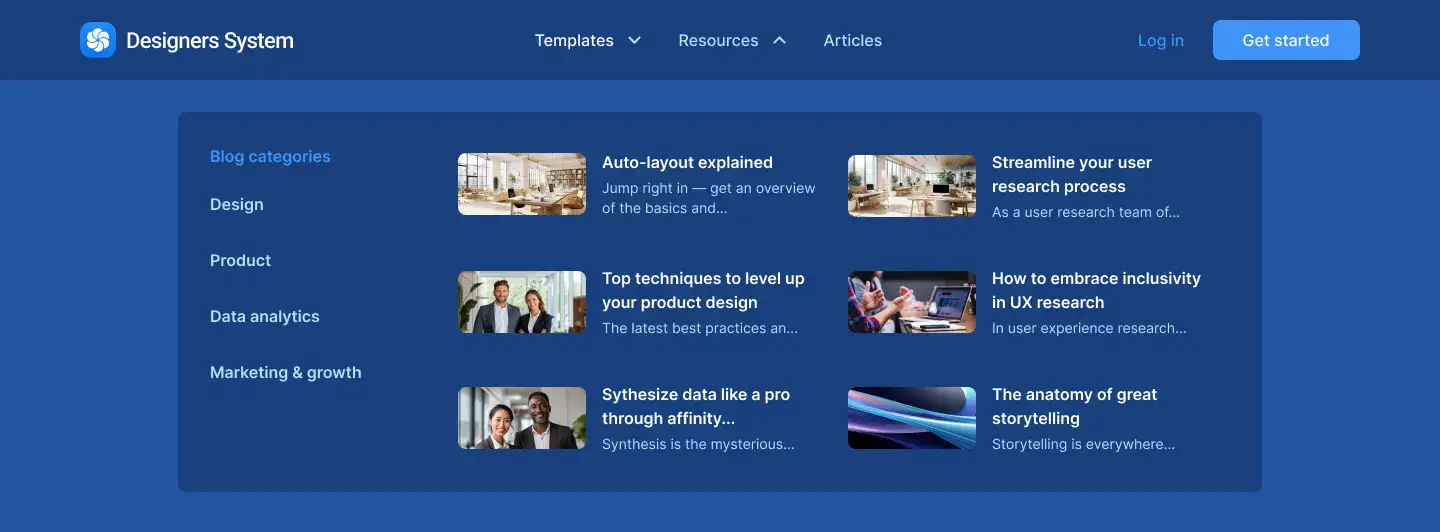 Designers System
Templates
Resources
Articles
Log in
Get started
Blog categories
Design
Product
Data analytics
Marketing & growth
Auto-layout explained
Jump right in — get an overview
of the basics and...
Streamline your user
research process
As a user research team of...
Top techniques to level up
your product design
The latest best practices an...
How to embrace inclusivity
in UX research
In user experience research...
Sythesize data like a pro
through affinity...
Synthesis is the mysterious...
The anatomy of great
storytelling
Storytelling is everywhere...